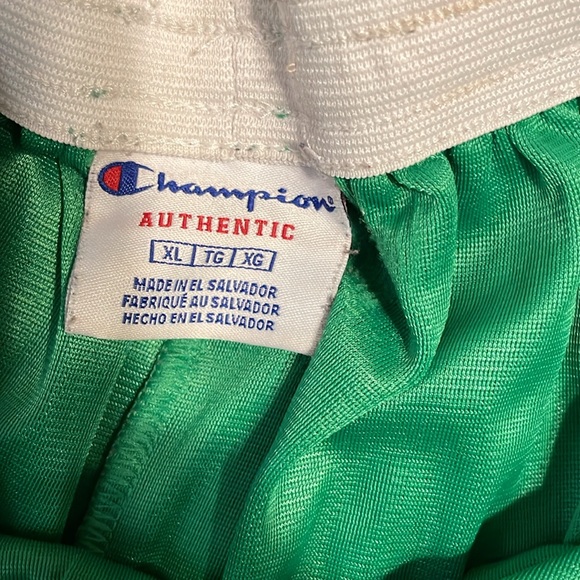 Champion
AUTHENTIC
XL TG XG
MADE IN EL SALVADOR
FABRIQUÉ AU SALVADOR
HECHO EN EL SALVADOR